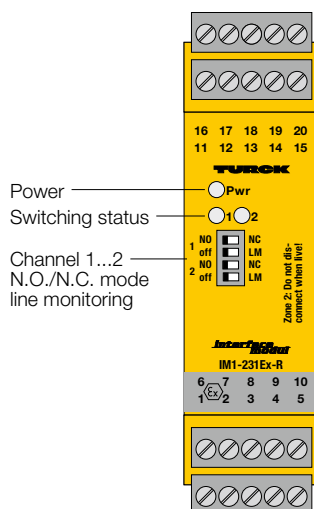 16 17 18 19 20
11 12 13 14 15
TURCK
Power
Pwr
Switching status
1 2
Channel 1...2
N.O./N.C. mode
line monitoring
1 NO NC
off LM
2 NO NC
off LM
Zone 2: Do not dis-
connect when live!
Interface
modul
IM1-231Ex-R
6 7 8 9 10
Ex
1 2 3 4 5